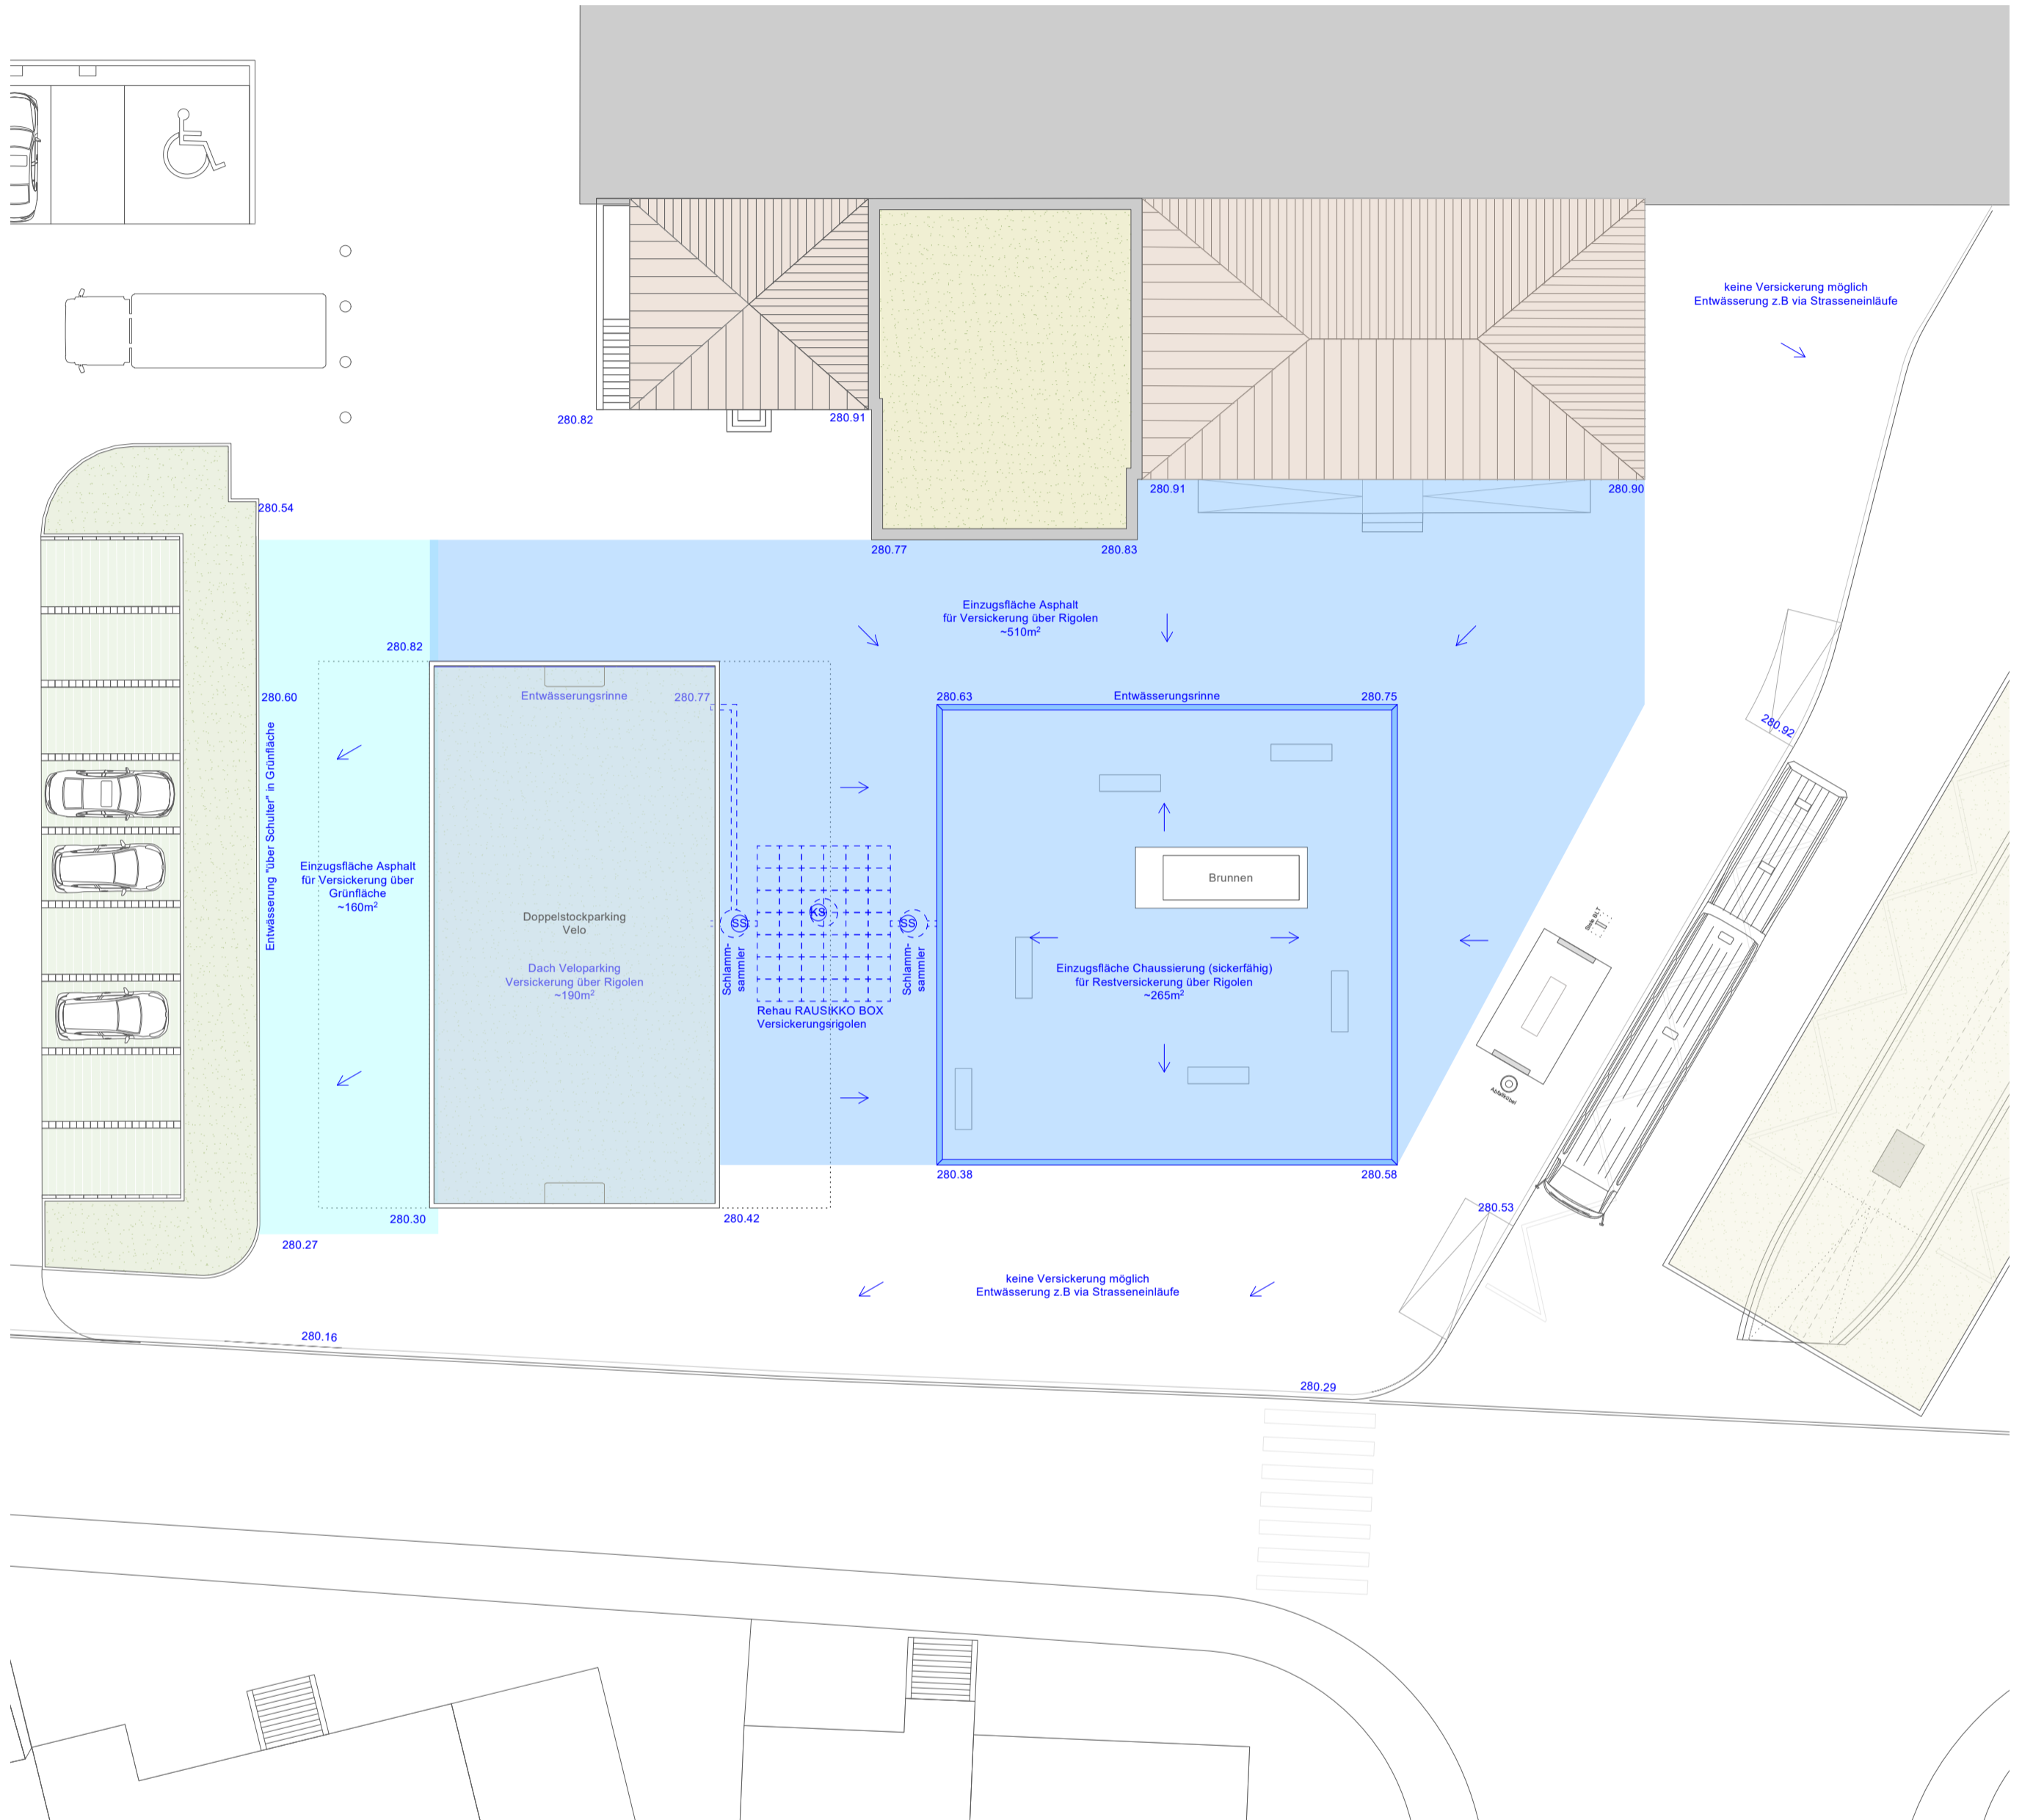 keine Versickerung möglich
Entwässerung z.B via Strasseneinläufe
280.82
280.91
280.91
280.90
280.54
280.77
280.83
Einzugsfläche Asphalt
für Versickerung über Rigolen
~510m²
280.82
280.60
Entwässerungsrinne
280.77
280.63
Entwässerungsrinne
280.75
280.92
Entwässerung "über Schulter" in Grünfläche
Einzugsfläche Asphalt
für Versickerung über
Grünfläche
~160m²
Doppelstockparking
Velo
Dach Veloparking
Versickerung über Rigolen
~190m²
SS
KS
SS
Schlamm-
sammler
Schlamm-
sammler
Rehau RAUSIKKO BOX
Versickerungsrigolen
Brunnen
Einzugsfläche Chaussierung (sickerfähig)
für Restversickerung über Rigolen
~265m²
Stele BLT
Abfallkübel
280.38
280.58
280.30
280.42
280.53
280.27
keine Versickerung möglich
Entwässerung z.B via Strasseneinläufe
280.16
280.29